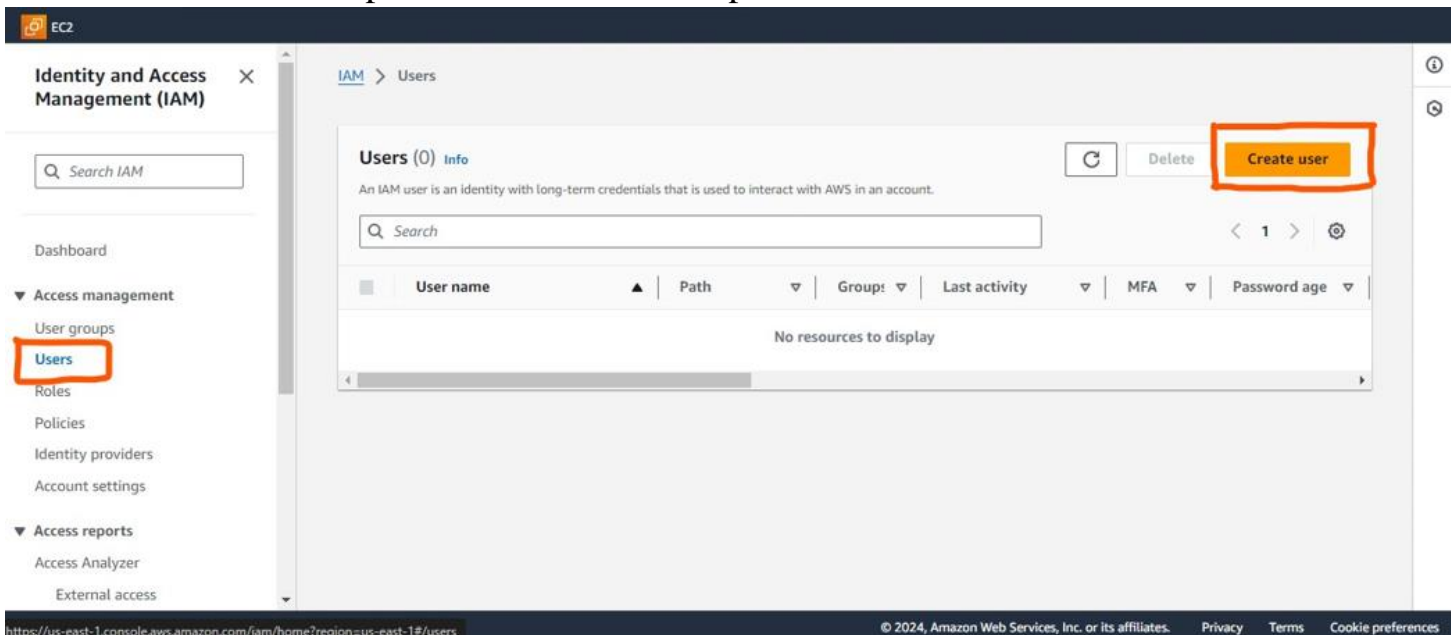 EC2
Identity and Access
Management (IAM)
Search IAM
Dashboard
Access management
User groups
Users
Roles
Policies
Identity providers
Account settings
Access reports
Access Analyzer
External access
IAM > Users
Users (0) Info
Delete
Create user
An IAM user is an identity with long-term credentials that is used to interact with AWS in an account.
Search
< 1 >
User name Path Groups Last activity MFA Password age
No resources to display
https://us-east-1.console.aws.amazon.com/iam/home?region=us-east-1#/users
© 2024, Amazon Web Services, Inc. or its affiliates. Privacy Terms Cookie preferences